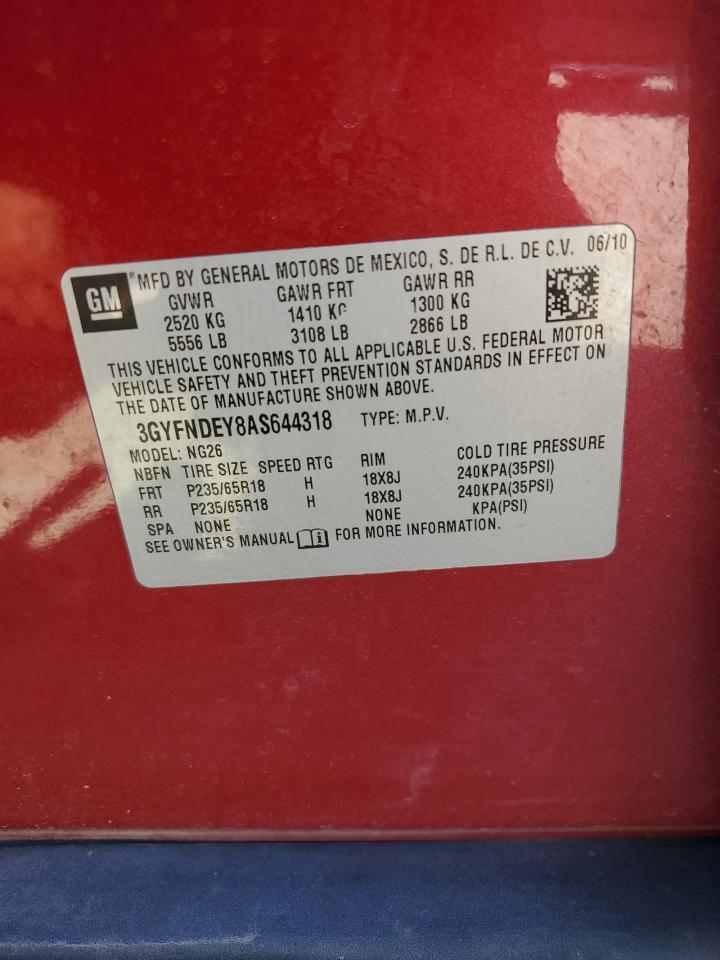 GM ® MFD BY GENERAL MOTORS DE MEXICO, S. DE R.L. DE C.V. 06/10
GVWR GAWR FRT GAWR RR
2520 KG 1410 KG 1300 KG
5556 LB 3108 LB 2866 LB
THIS VEHICLE CONFORMS TO ALL APPLICABLE U.S. FEDERAL MOTOR
VEHICLE SAFETY AND THEFT PREVENTION STANDARDS IN EFFECT ON
THE DATE OF MANUFACTURE SHOWN ABOVE.
3GYFNDEY8AS644318 TYPE: M.P.V.
MODEL: NG26
NBFN TIRE SIZE SPEED RTG RIM COLD TIRE PRESSURE
FRT P235/65R18 H 18X8J 240KPA(35PSI)
RR P235/65R18 H 18X8J 240KPA(35PSI)
SPA NONE NONE KPA(PSI)
SEE OWNER'S MANUAL i FOR MORE INFORMATION.